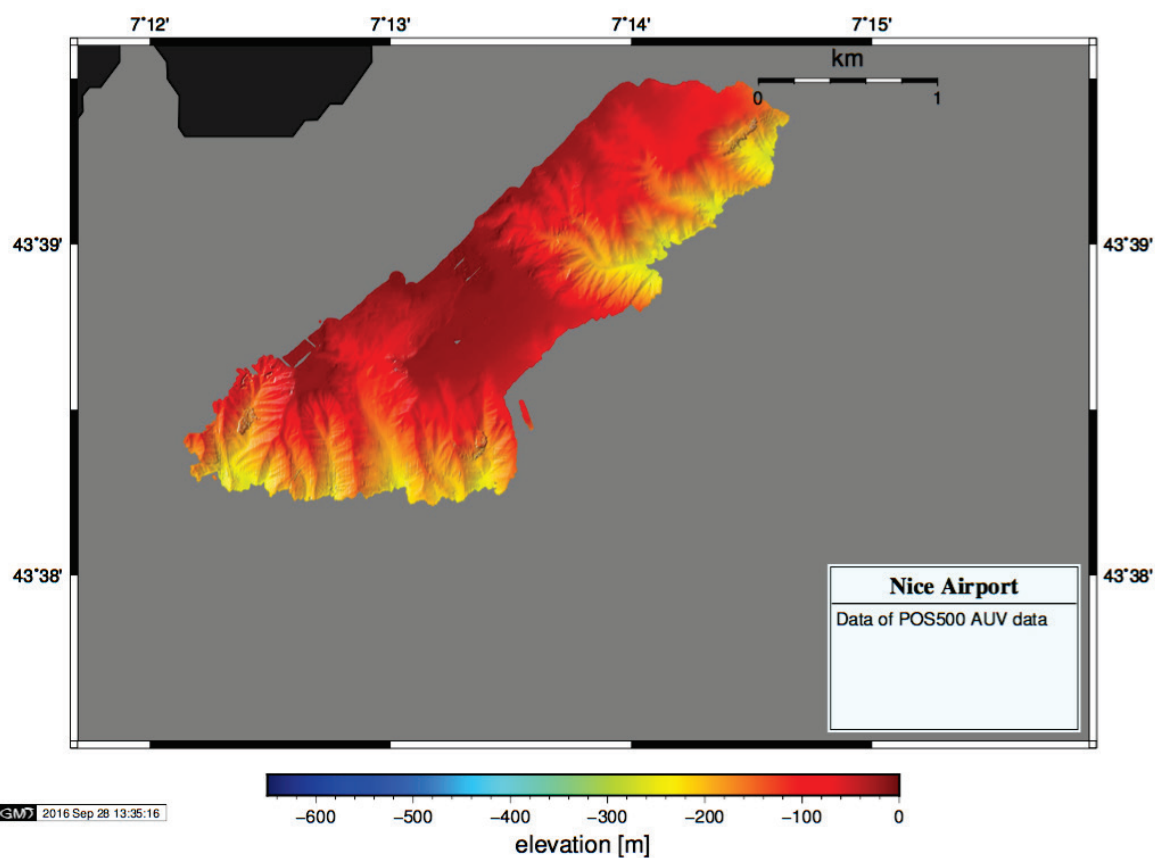 7°12' 7°13' 7°14' 7°15'
km
0 1
43°39' 43°39'
43°38' 43°38'
Nice Airport
Data of POS500 AUV data
−600 −500 −400 −300 −200 −100 0
GMT 2016 Sep 28 13:35:16
elevation [m]